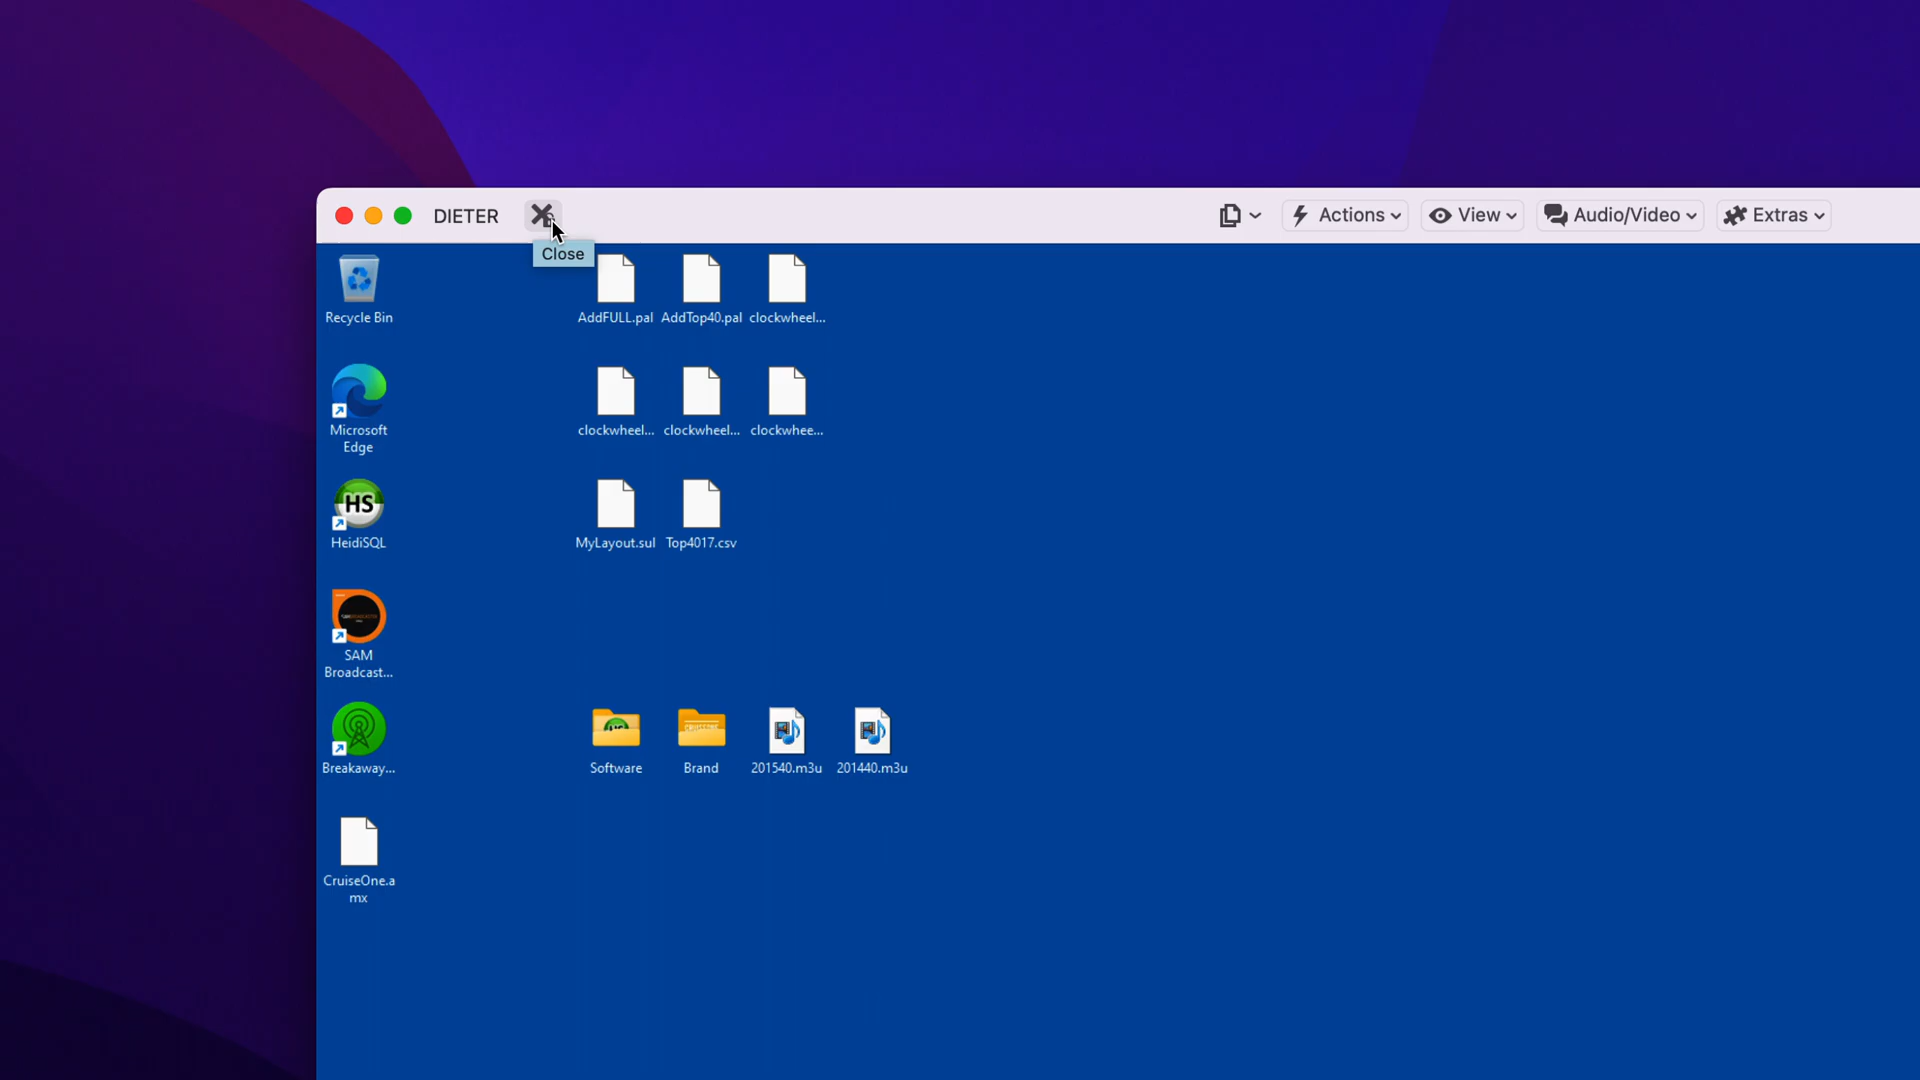 DIETER
Actions
View
Audio/Video
Extras
Close
Recycle Bin
AddFULL.pal
AddTop40.pal
clockwheel...
Microsoft
Edge
clockwheel...
clockwheel...
clockwhee...
HS
HeidiSQL
MyLayout.sul
Top4017.csv
SAM
Broadcast...
Breakaway...
Software
Brand
201540.m3u
201440.m3u
CruiseOne.a
mx